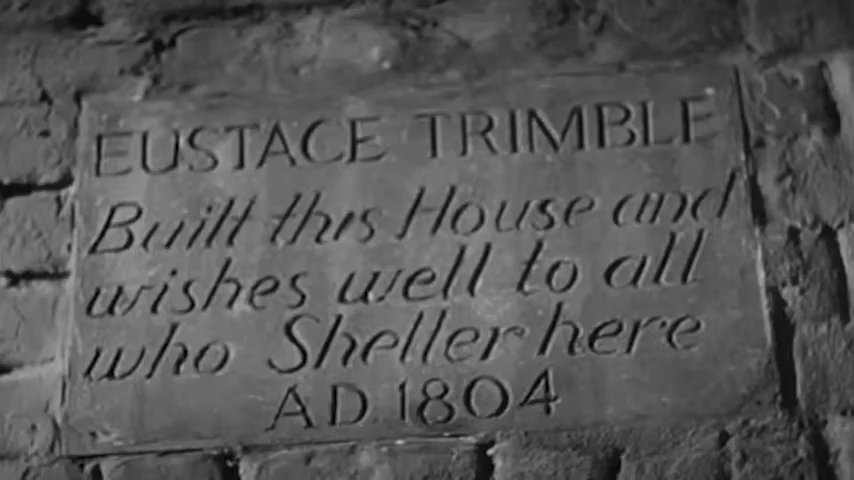 EUSTACE TRIMBLE
Built this House and
wishes well to all
who Sheller here
AD 1804